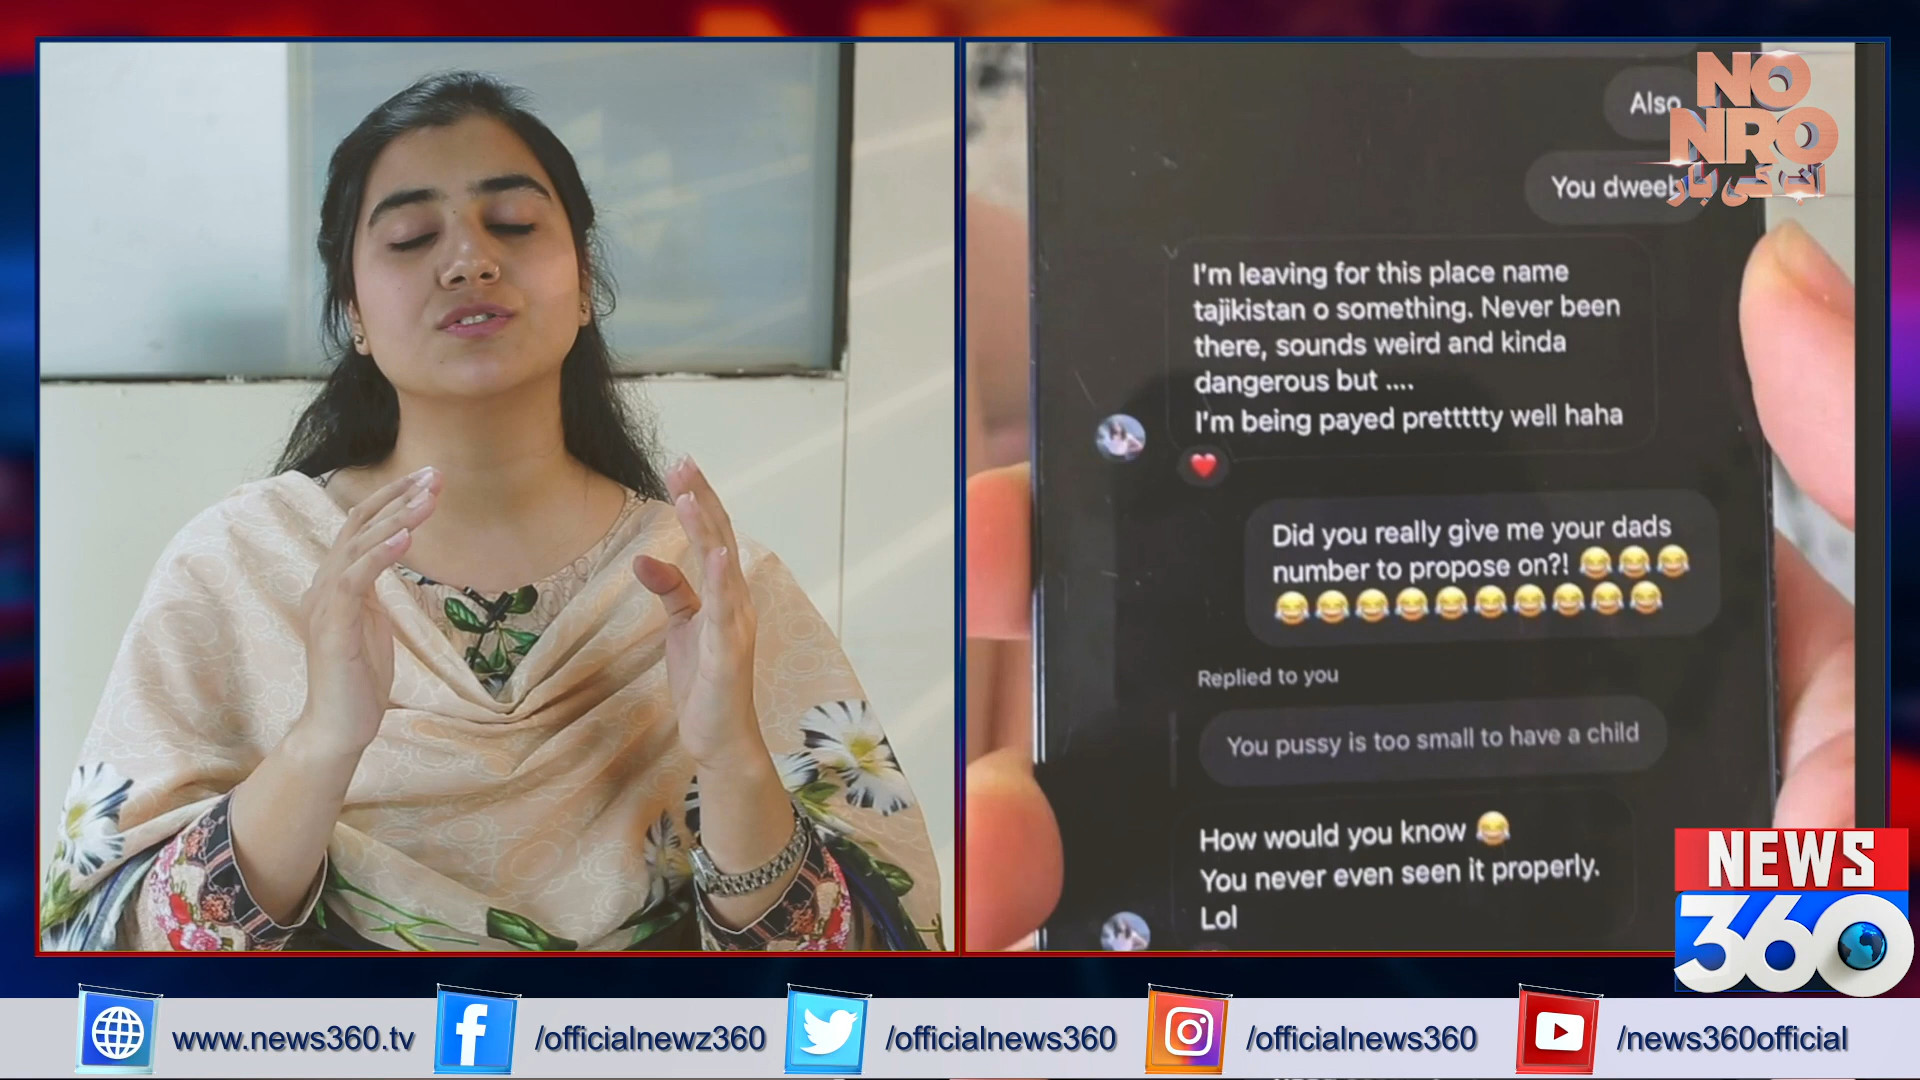 Also
NO
NRO
اب کی بار
You dweeb
I'm leaving for this place name
tajikistan o something. Never been
there, sounds weird and kinda
dangerous but ....
I'm being payed prettttty well haha
Did you really give me your dads
number to propose on?! 😂😂😂
😂😂😂😂😂😂😂😂😂😂
Replied to you
You pussy is too small to have a child
How would you know 😂
You never even seen it properly.
Lol
NEWS
360
www.news360.tv
/officialnewz360
/officialnews360
/officialnews360
/news360official